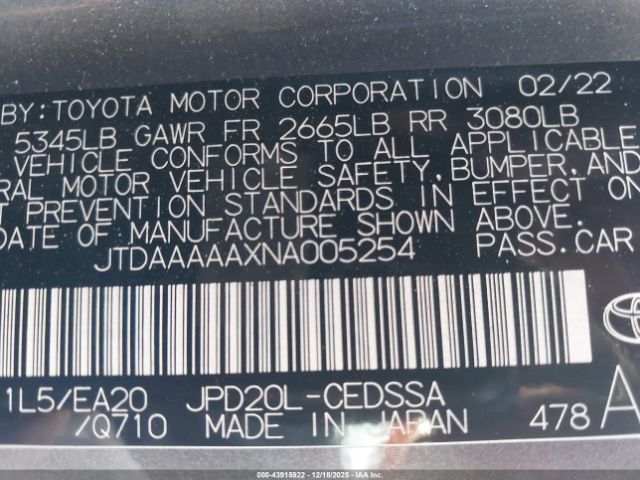 BY: TOYOTA MOTOR CORPORATION 02/22
5345LB GAWR FR 2665LB RR 3080LB
VEHICLE CONFORMS TO ALL APPLICABLE
RAL MOTOR VEHICLE SAFETY, BUMPER, AND
T PREVENTION STANDARDS IN EFFECT ON
DATE OF MANUFACTURE SHOWN ABOVE.
JTDAAAAAXNA005254 PASS.CAR
1L5/EA20 JPD20L-CEDSSA
/Q710 MADE IN JAPAN 478 A
000-43915922 | 12/18/2025 | IAAI Copart